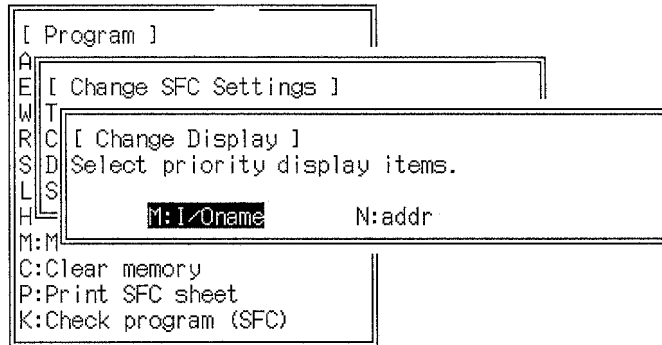 [ Program ]
A
E [ Change SFC Settings ]
W T
R C [ Change Display ]
S D Select priority display items.
L S
H M:I/Oname N:addr
M:M
C:Clear memory
P:Print SFC sheet
K:Check program (SFC)